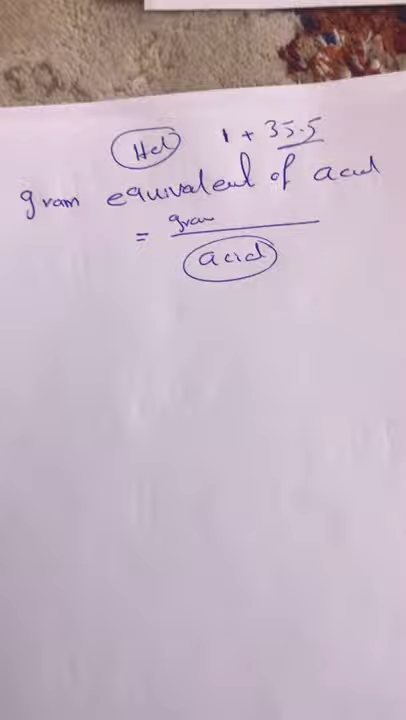 Hcl 1 + 35.5
gram equivalent of acid
= gram
acid